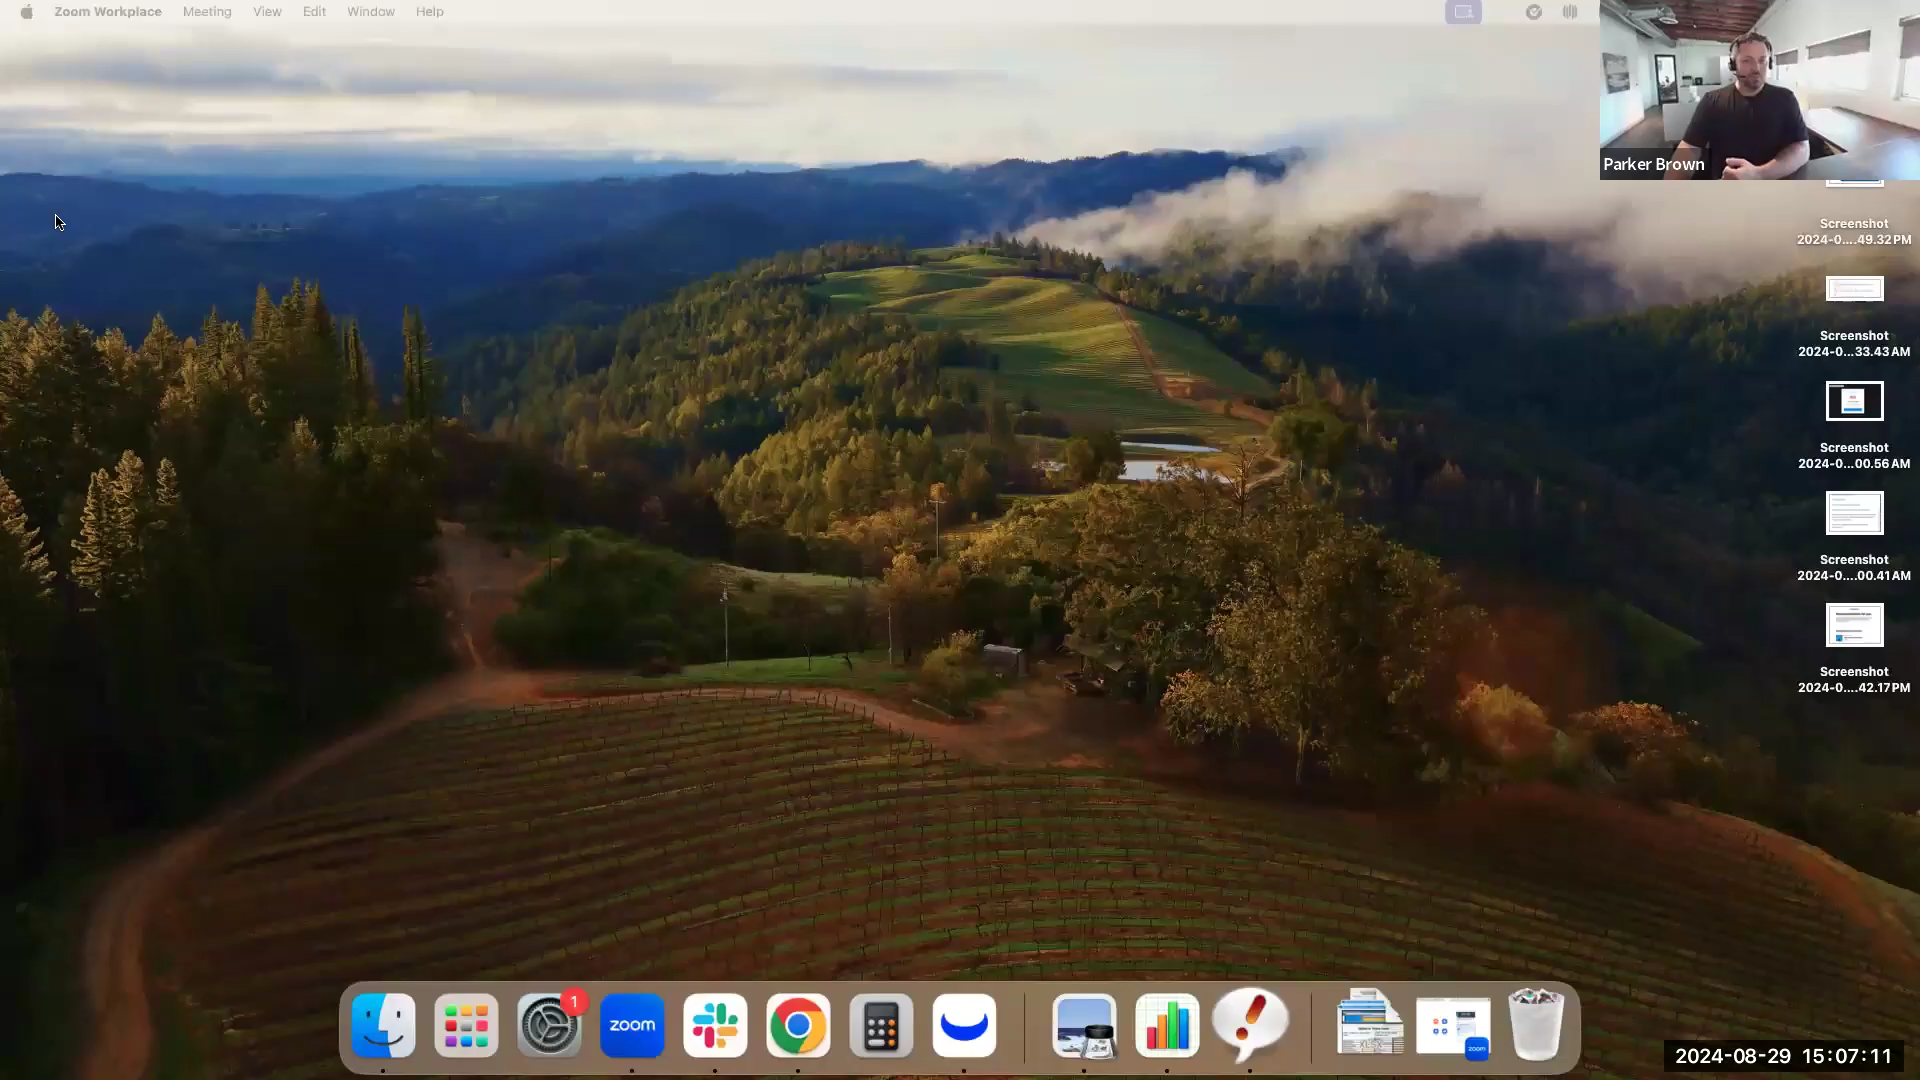 Zoom Workplace Meeting View Edit Window Help
Parker Brown
Screenshot
2024-0....49.32 PM
Screenshot
2024-0...33.43 AM
Screenshot
2024-0...00.56 AM
Screenshot
2024-0....00.41 AM
Screenshot
2024-0....42.17 PM
1
zoom
zoom
2024-08-29 15:07:11